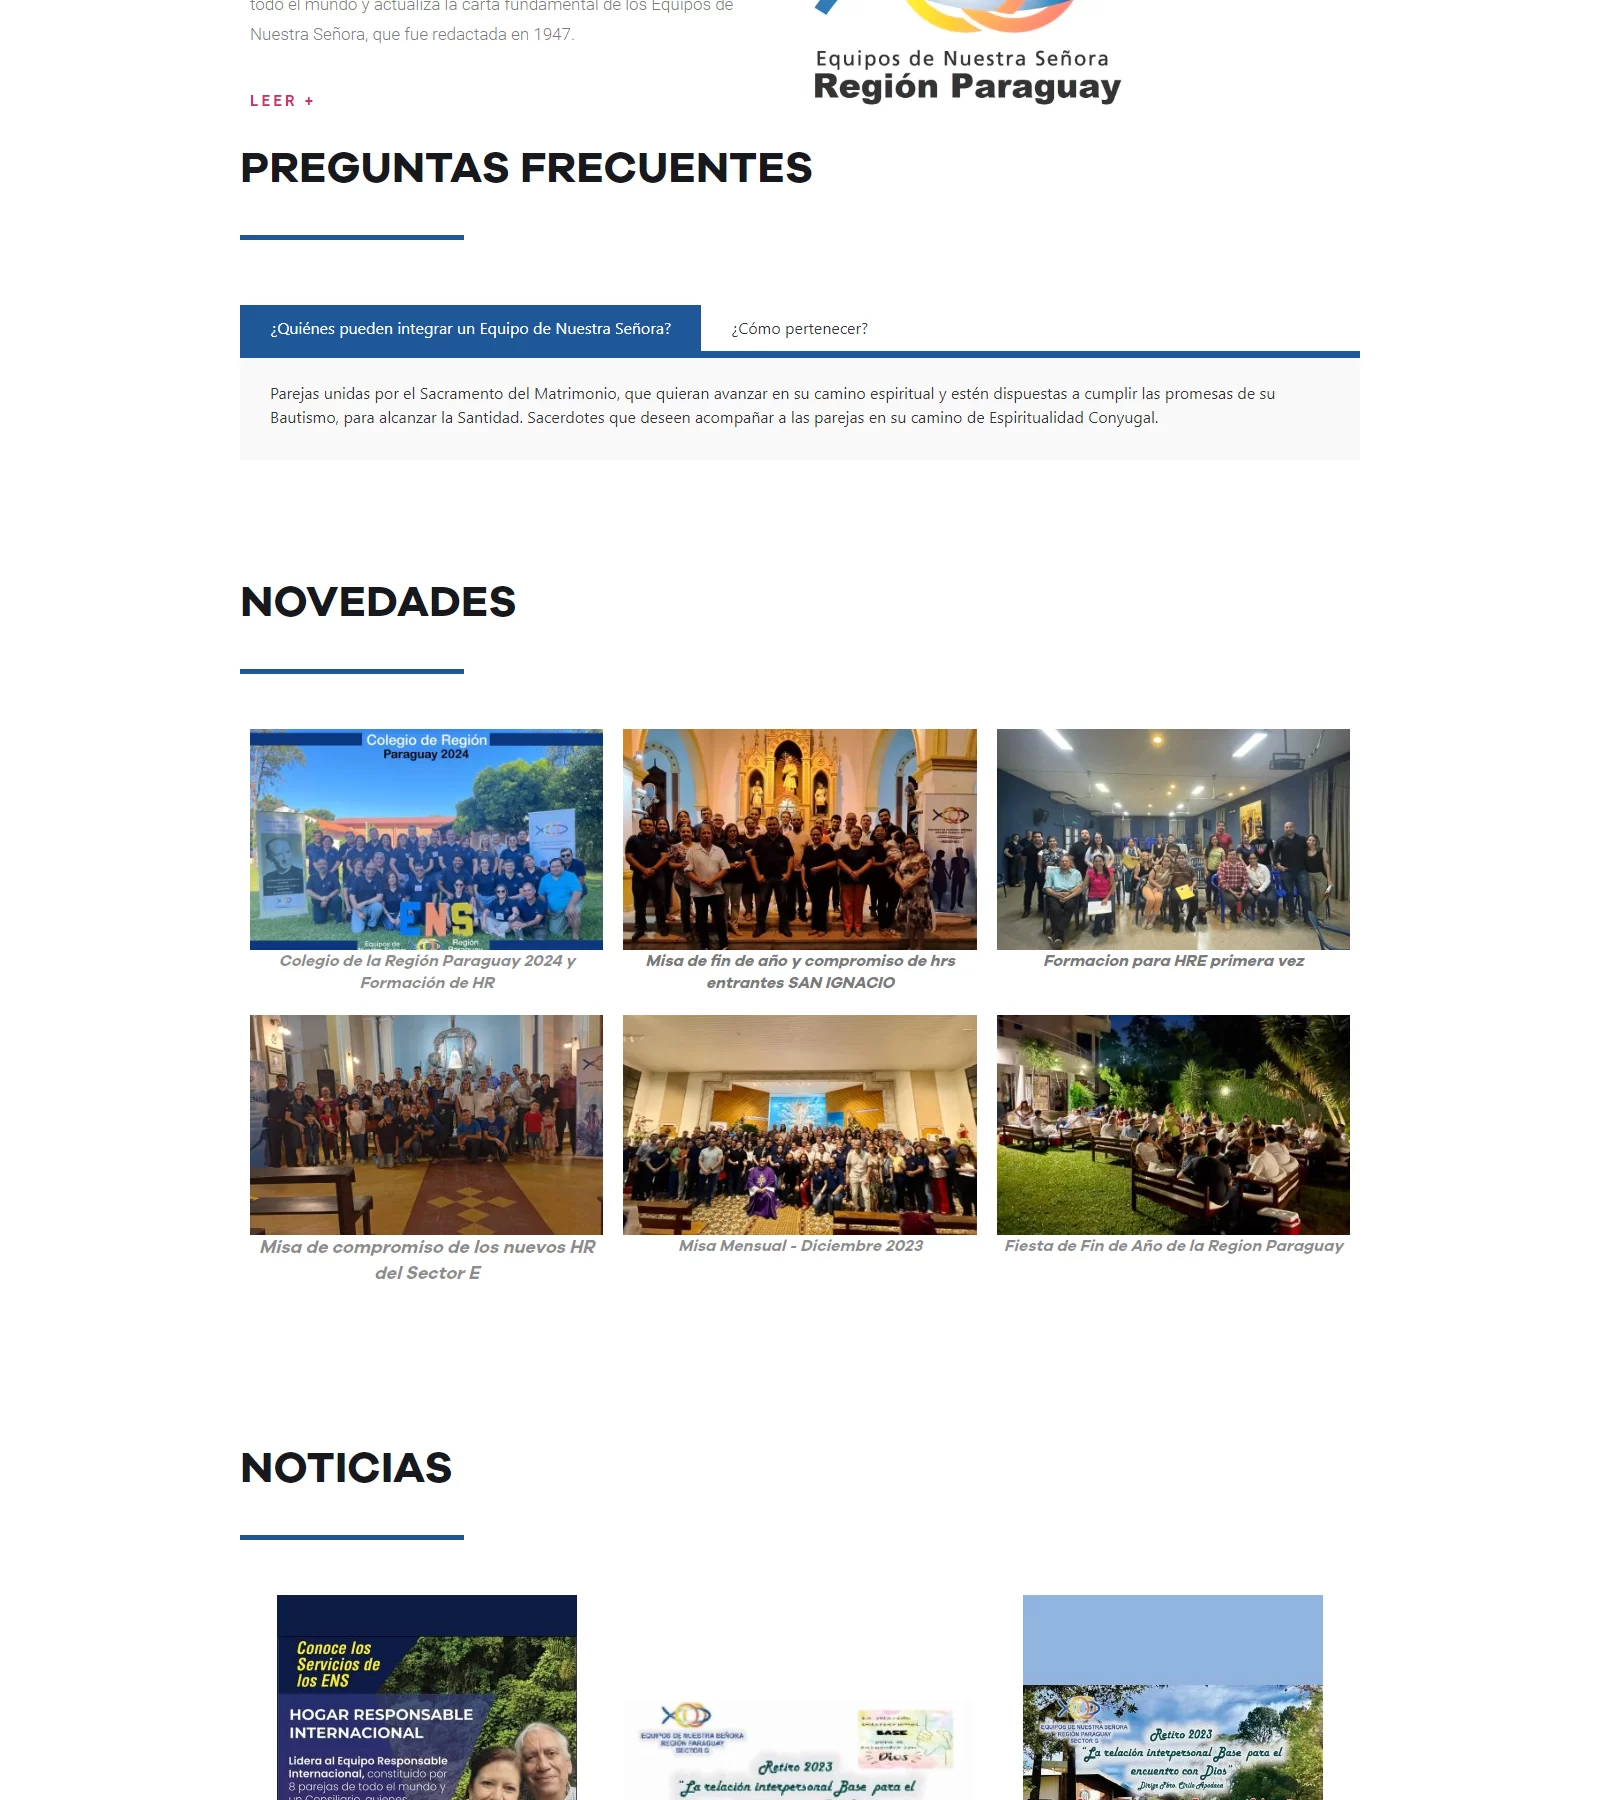 todo el mundo y actualiza la carta fundamental de los Equipos de
Nuestra Señora, que fue redactada en 1947.
LEER +
Equipos de Nuestra Señora
Región Paraguay
PREGUNTAS FRECUENTES
¿Quiénes pueden integrar un Equipo de Nuestra Señora?
¿Cómo pertenecer?
Parejas unidas por el Sacramento del Matrimonio, que quieran avanzar en su camino espiritual y estén dispuestas a cumplir las promesas de su
Bautismo, para alcanzar la Santidad. Sacerdotes que deseen acompañar a las parejas en su camino de Espiritualidad Conyugal.
NOVEDADES
Colegio de Región
Paraguay 2024
ENS
Equipos de
Región
Colegio de la Región Paraguay 2024 y
Formación de HR
Misa de fin de año y compromiso de hrs
entrantes SAN IGNACIO
Formacion para HRE primera vez
Misa de compromiso de los nuevos HR
del Sector E
Misa Mensual - Diciembre 2023
Fiesta de Fin de Año de la Region Paraguay
NOTICIAS
Conoce los
Servicios de
los ENS
HOGAR RESPONSABLE
INTERNACIONAL
Lidera al Equipo Responsable
Internacional, constituido por
8 parejas de todo el mundo y
un Consiliario, quienes
EQUIPOS DE NUESTRA SEÑORA
REGIÓN PARAGUAY
SECTOR G
BASE
Dios
Retiro 2023
"La relación interpersonal Base para el
EQUIPOS DE NUESTRA SEÑORA
REGIÓN PARAGUAY
SECTOR G
Retiro 2023
"La relación interpersonal Base para el
encuentro con Dios"
Dirige Pbro. Cirilo Apodaca